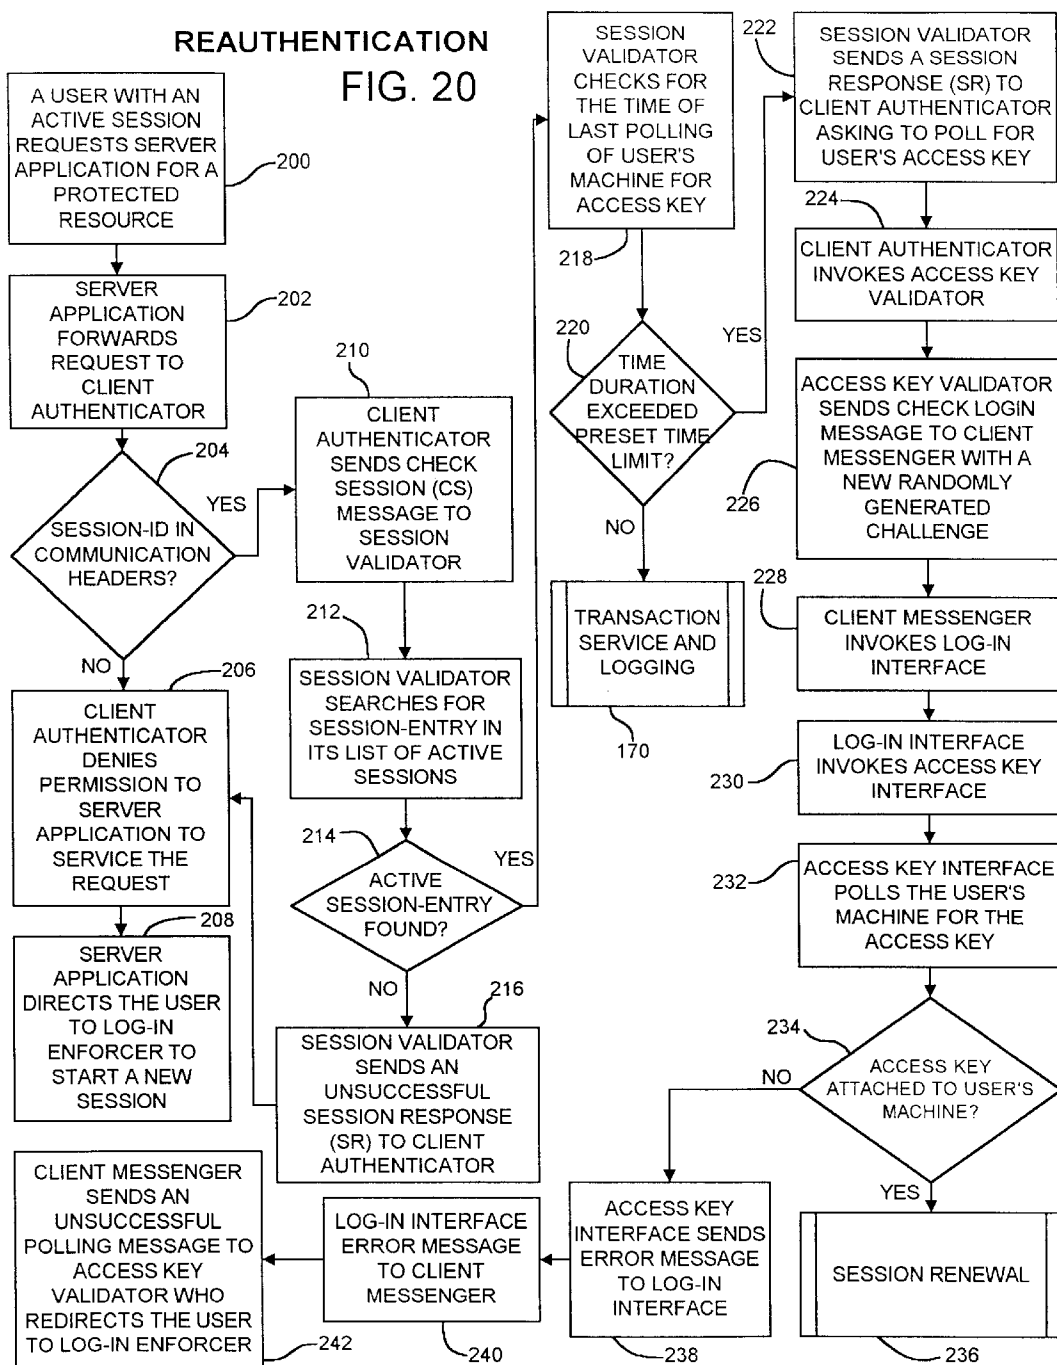 REAUTHENTICATION
FIG. 20
A USER WITH AN
ACTIVE SESSION
REQUESTS SERVER
APPLICATION FOR A
PROTECTED
RESOURCE
200
SERVER
APPLICATION
FORWARDS
REQUEST TO
CLIENT
AUTHENTICATOR
202
204
SESSION-ID IN
COMMUNICATION
HEADERS?
YES
NO
206
CLIENT
AUTHENTICATOR
DENIES
PERMISSION TO
SERVER
APPLICATION TO
SERVICE THE
REQUEST
208
SERVER
APPLICATION
DIRECTS THE USER
TO LOG-IN
ENFORCER TO
START A NEW
SESSION
210
CLIENT
AUTHENTICATOR
SENDS CHECK
SESSION (CS)
MESSAGE TO
SESSION
VALIDATOR
212
SESSION VALIDATOR
SEARCHES FOR
SESSION-ENTRY IN
ITS LIST OF ACTIVE
SESSIONS
214
ACTIVE
SESSION-ENTRY
FOUND?
YES
NO
216
SESSION VALIDATOR
SENDS AN
UNSUCCESSFUL
SESSION RESPONSE
(SR) TO CLIENT
AUTHENTICATOR
SESSION
VALIDATOR
CHECKS FOR
THE TIME OF
LAST POLLING
OF USER'S
MACHINE FOR
ACCESS KEY
218
220
TIME
DURATION
EXCEEDED
PRESET TIME
LIMIT?
YES
NO
TRANSACTION
SERVICE AND
LOGGING
170
222
SESSION VALIDATOR
SENDS A SESSION
RESPONSE (SR) TO
CLIENT AUTHENTICATOR
ASKING TO POLL FOR
USER'S ACCESS KEY
224
CLIENT AUTHENTICATOR
INVOKES ACCESS KEY
VALIDATOR
ACCESS KEY VALIDATOR
SENDS CHECK LOGIN
MESSAGE TO CLIENT
MESSENGER WITH A
NEW RANDOMLY
GENERATED
CHALLENGE
226
228
CLIENT MESSENGER
INVOKES LOG-IN
INTERFACE
230
LOG-IN INTERFACE
INVOKES ACCESS KEY
INTERFACE
232
ACCESS KEY INTERFACE
POLLS THE USER'S
MACHINE FOR THE
ACCESS KEY
234
ACCESS KEY
ATTACHED TO USER'S
MACHINE?
NO
YES
SESSION RENEWAL
236
ACCESS KEY
INTERFACE SENDS
ERROR MESSAGE
TO LOG-IN
INTERFACE
238
LOG-IN INTERFACE
ERROR MESSAGE
TO CLIENT
MESSENGER
240
CLIENT MESSENGER
SENDS AN
UNSUCCESSFUL
POLLING MESSAGE TO
ACCESS KEY
VALIDATOR WHO
REDIRECTS THE USER
TO LOG-IN ENFORCER
242